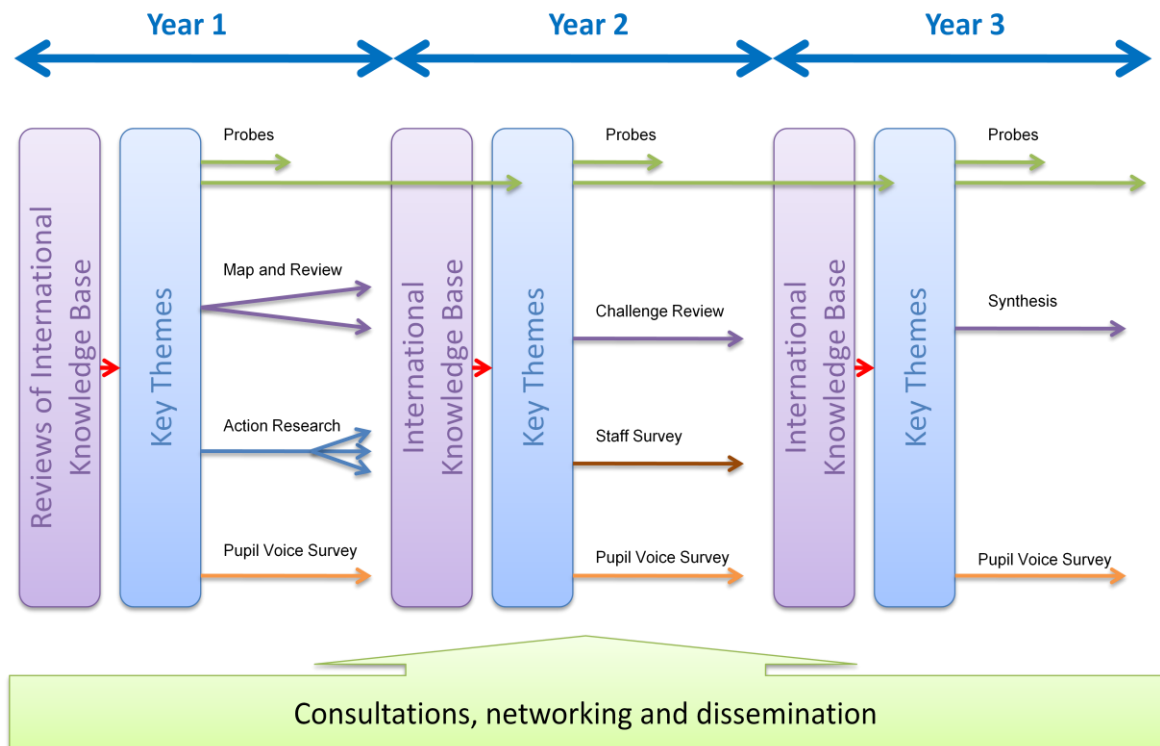 Year 1
Year 2
Year 3
Reviews of International
Knowledge Base
Key Themes
Probes
Map and Review
Action Research
Pupil Voice Survey
International
Knowledge Base
Key Themes
Probes
Challenge Review
Staff Survey
Pupil Voice Survey
International
Knowledge Base
Key Themes
Probes
Synthesis
Pupil Voice Survey
Consultations, networking and dissemination